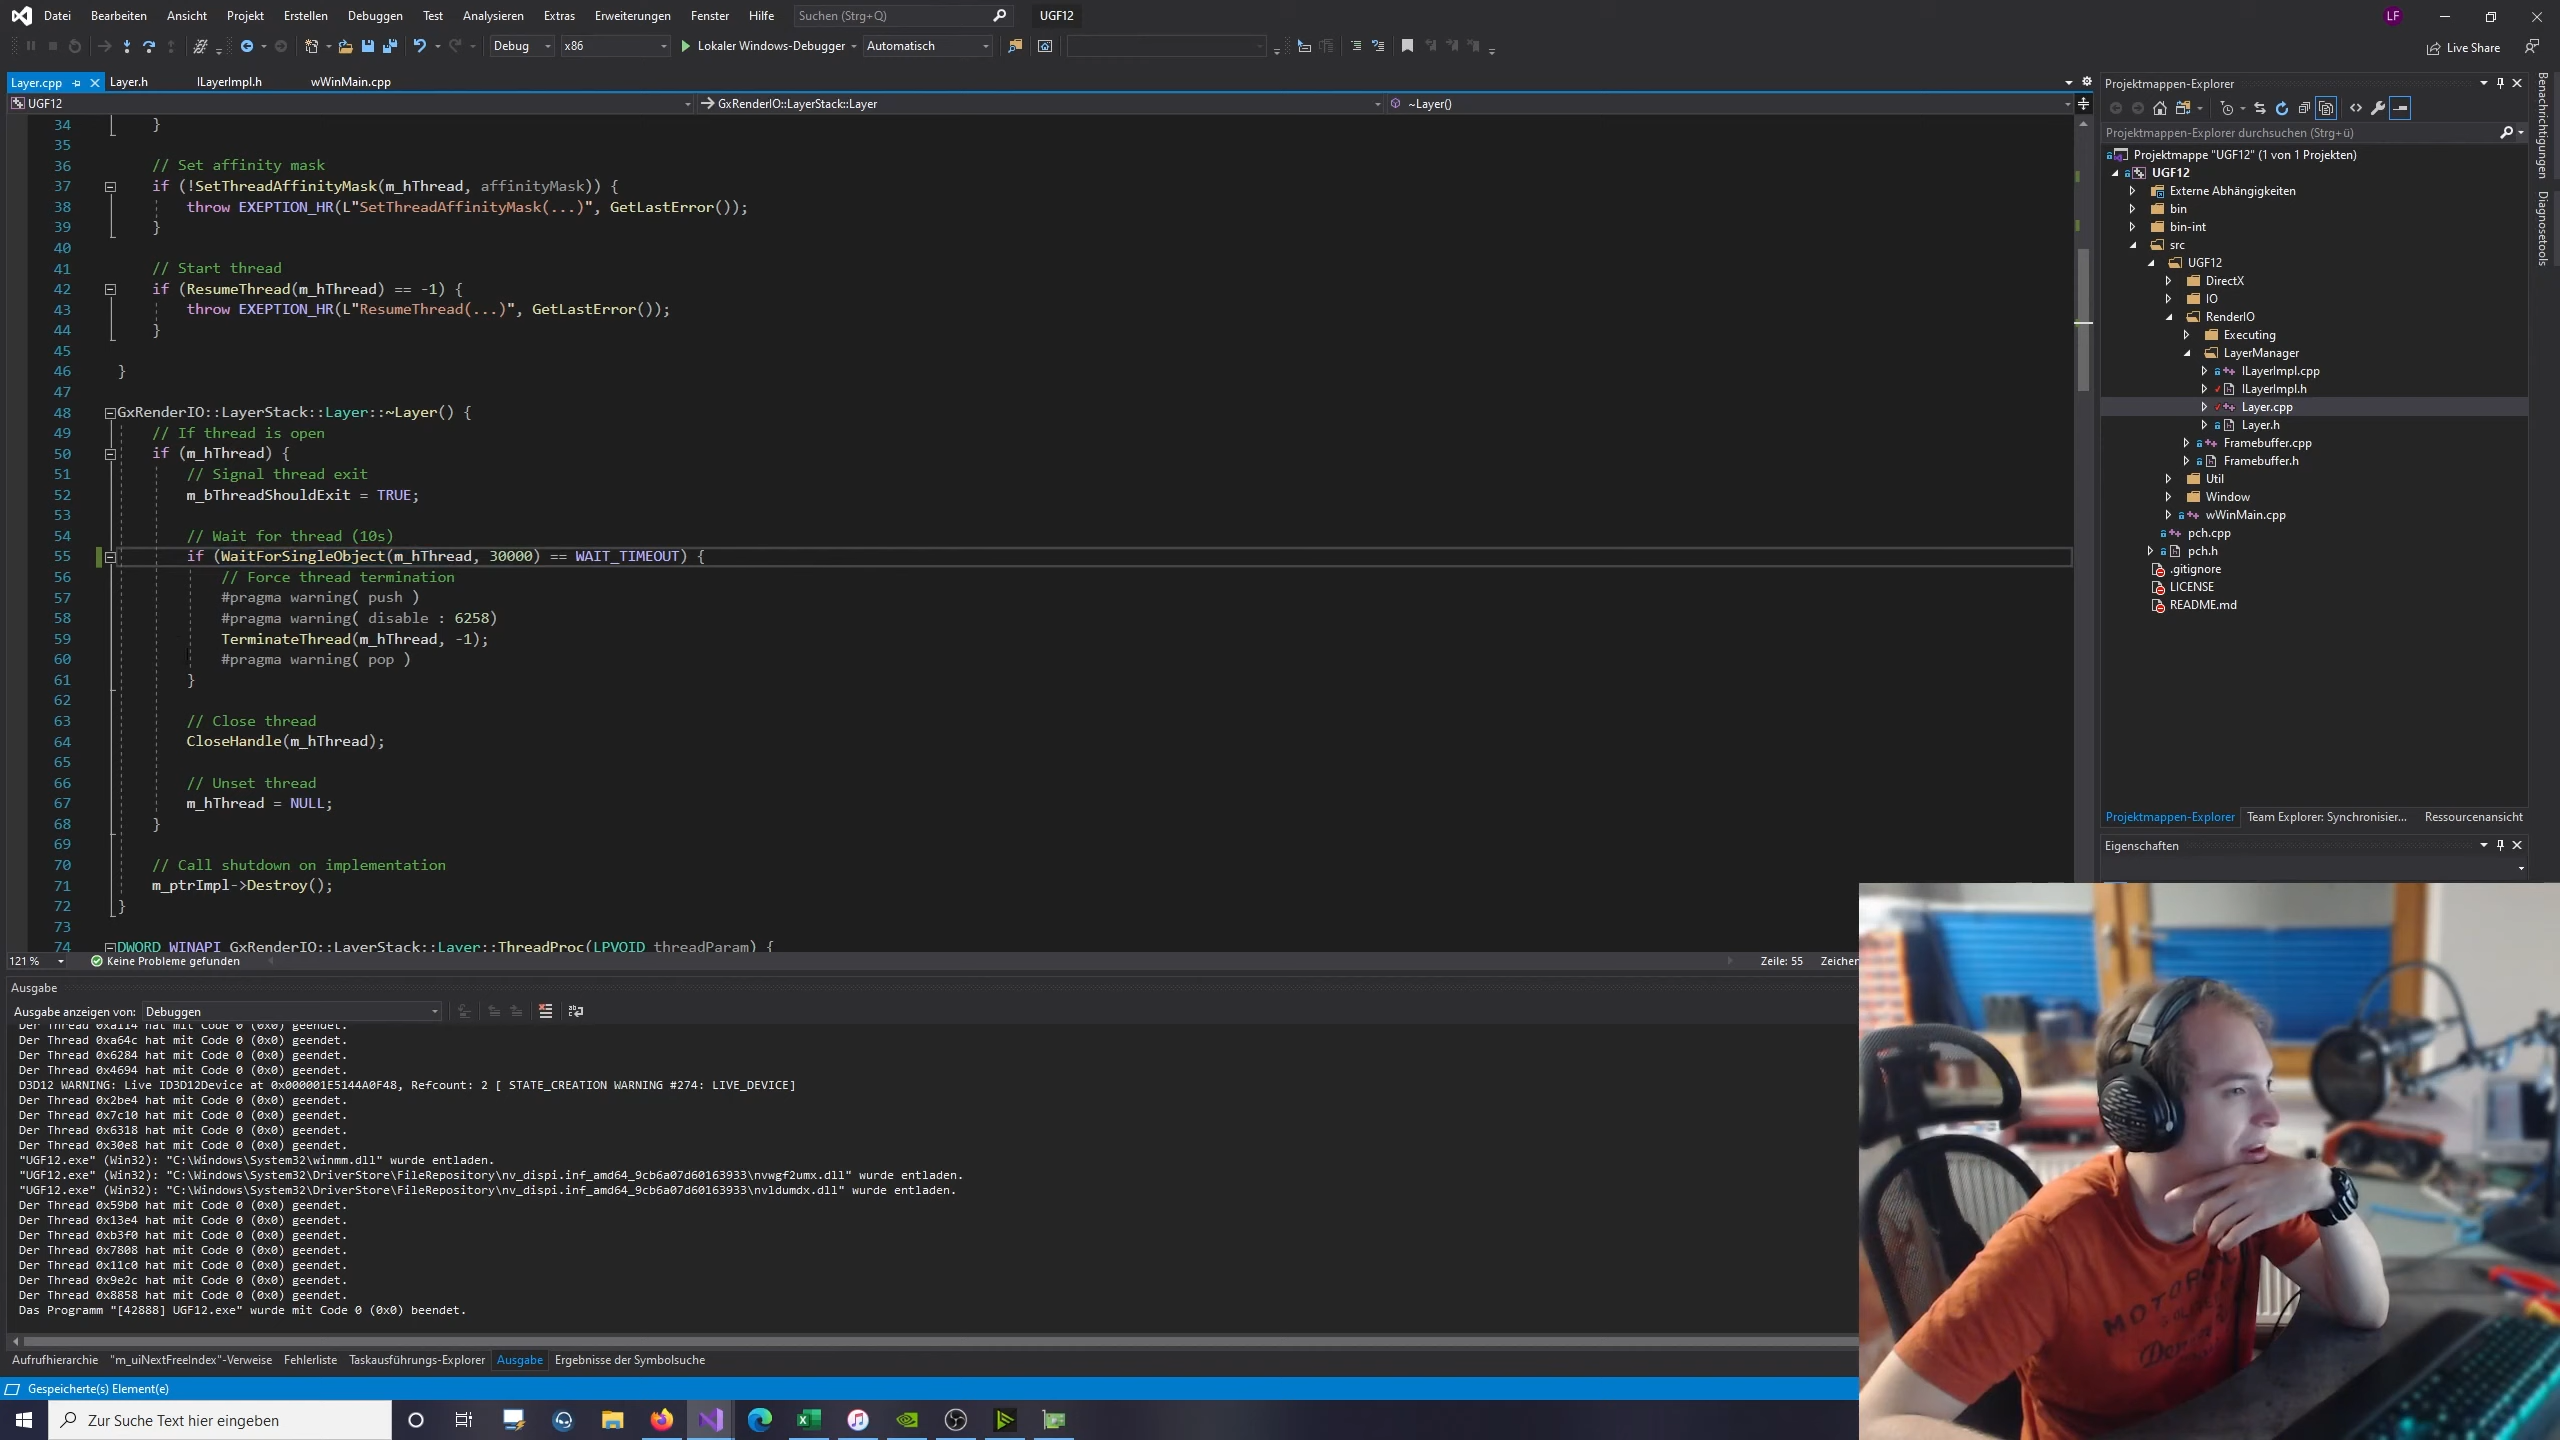 Datei Bearbeiten Ansicht Projekt Erstellen Debuggen Test Analysieren Extras Erweiterungen Fenster Hilfe Suchen (Strg+Q) UGF12 LF
Debug x86 Lokaler Windows-Debugger Automatisch Live Share
Layer.cpp Layer.h ILayerImpl.h wWinMain.cpp
UGF12 GxRenderIO::LayerStack::Layer ~Layer()
34 }
35
36 // Set affinity mask
37 if (!SetThreadAffinityMask(m_hThread, affinityMask)) {
38 throw EXEPTION_HR(L"SetThreadAffinityMask(...)", GetLastError());
39 }
40
41 // Start thread
42 if (ResumeThread(m_hThread) == -1) {
43 throw EXEPTION_HR(L"ResumeThread(...)", GetLastError());
44 }
45
46 }
47
48 GxRenderIO::LayerStack::Layer::~Layer() {
49 // If thread is open
50 if (m_hThread) {
51 // Signal thread exit
52 m_bThreadShouldExit = TRUE;
53
54 // Wait for thread (10s)
55 if (WaitForSingleObject(m_hThread, 30000) == WAIT_TIMEOUT) {
56 // Force thread termination
57 #pragma warning( push )
58 #pragma warning( disable : 6258)
59 TerminateThread(m_hThread, -1);
60 #pragma warning( pop )
61 }
62
63 // Close thread
64 CloseHandle(m_hThread);
65
66 // Unset thread
67 m_hThread = NULL;
68 }
69
70 // Call shutdown on implementation
71 m_ptrImpl->Destroy();
72 }
73
74 DWORD WINAPI GxRenderIO::LayerStack::Layer::ThreadProc(LPVOID threadParam) {
121 % Keine Probleme gefunden Zeile: 55 Zeichen
Ausgabe
Ausgabe anzeigen von: Debuggen
Der Thread 0xa114 hat mit Code 0 (0x0) geendet.
Der Thread 0xa64c hat mit Code 0 (0x0) geendet.
Der Thread 0x6284 hat mit Code 0 (0x0) geendet.
Der Thread 0x4694 hat mit Code 0 (0x0) geendet.
D3D12 WARNING: Live ID3D12Device at 0x000001E5144A0F48, Refcount: 2 [ STATE_CREATION WARNING #274: LIVE_DEVICE]
Der Thread 0x2be4 hat mit Code 0 (0x0) geendet.
Der Thread 0x7c10 hat mit Code 0 (0x0) geendet.
Der Thread 0x6318 hat mit Code 0 (0x0) geendet.
Der Thread 0x30e8 hat mit Code 0 (0x0) geendet.
"UGF12.exe" (Win32): "C:\Windows\System32\winmm.dll" wurde entladen.
"UGF12.exe" (Win32): "C:\Windows\System32\DriverStore\FileRepository\nv_dispi.inf_amd64_9cb6a07d60163933\nvwgf2umx.dll" wurde entladen.
"UGF12.exe" (Win32): "C:\Windows\System32\DriverStore\FileRepository\nv_dispi.inf_amd64_9cb6a07d60163933\nvldumdx.dll" wurde entladen.
Der Thread 0x59b0 hat mit Code 0 (0x0) geendet.
Der Thread 0x13e4 hat mit Code 0 (0x0) geendet.
Der Thread 0xb3f0 hat mit Code 0 (0x0) geendet.
Der Thread 0x7808 hat mit Code 0 (0x0) geendet.
Der Thread 0x11c0 hat mit Code 0 (0x0) geendet.
Der Thread 0x9e2c hat mit Code 0 (0x0) geendet.
Der Thread 0x8858 hat mit Code 0 (0x0) geendet.
Das Programm "[42888] UGF12.exe" wurde mit Code 0 (0x0) beendet.
Aufrufhierarchie "m_uiNextFreeIndex"-Verweise Fehlerliste Taskausführungs-Explorer Ausgabe Ergebnisse der Symbolsuche
Gespeicherte(s) Element(e)
Zur Suche Text hier eingeben
Projektmappen-Explorer
Projektmappen-Explorer durchsuchen (Strg+ü)
Projektmappe "UGF12" (1 von 1 Projekten)
UGF12
Externe Abhängigkeiten
bin
bin-int
src
UGF12
DirectX
IO
RenderIO
Executing
LayerManager
ILayerImpl.cpp
ILayerImpl.h
Layer.cpp
Layer.h
Framebuffer.cpp
Framebuffer.h
Util
Window
wWinMain.cpp
pch.cpp
pch.h
.gitignore
LICENSE
README.md
Projektmappen-Explorer Team Explorer: Synchronisier... Ressourcenansicht
Eigenschaften
Benachrichtigungen
Diagnosetools